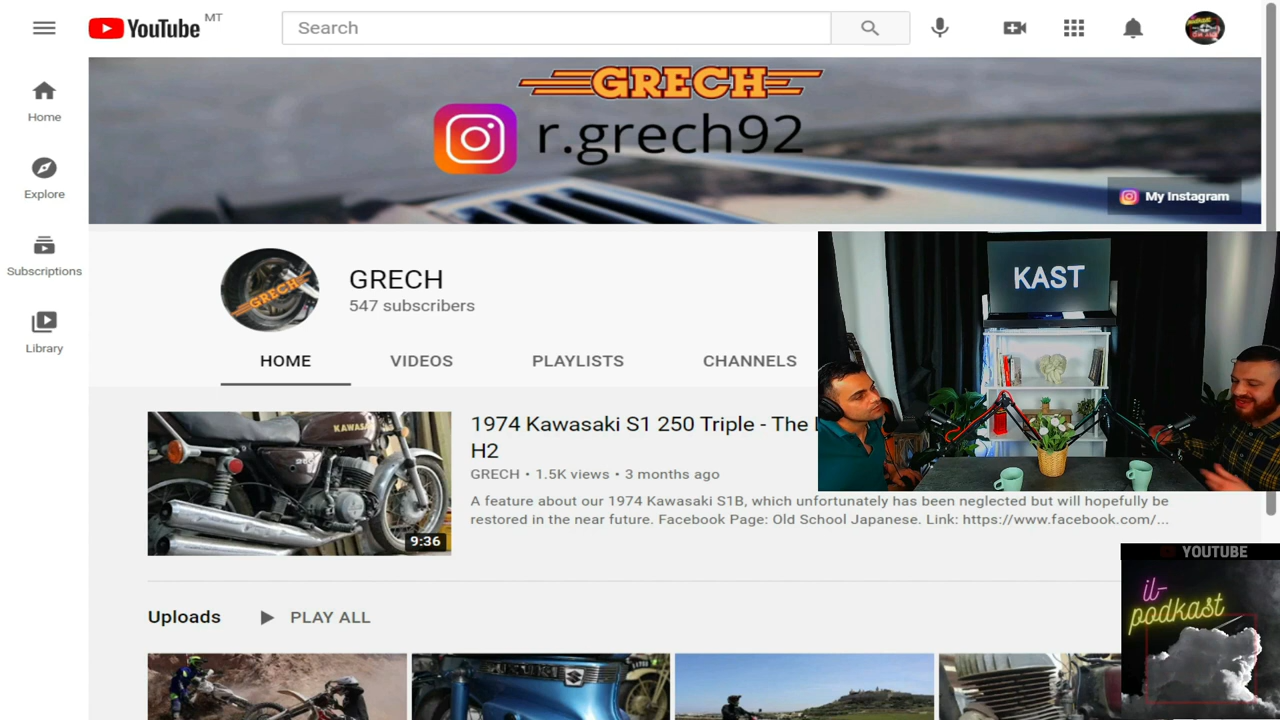 YouTube MT
Search
Home
Explore
Subscriptions
Library
GRECH
r.grech92
My Instagram
GRECH
GRECH
547 subscribers
HOME
VIDEOS
PLAYLISTS
CHANNELS
KAST
KAWASAKI
9:36
1974 Kawasaki S1 250 Triple - The
H2
GRECH • 1.5K views • 3 months ago
A feature about our 1974 Kawasaki S1B, which unfortunately has been neglected but will hopefully be
restored in the near future. Facebook Page: Old School Japanese. Link: https://www.facebook.com/...
Uploads
PLAY ALL
SUZUKI
YOUTUBE
il-
podkast